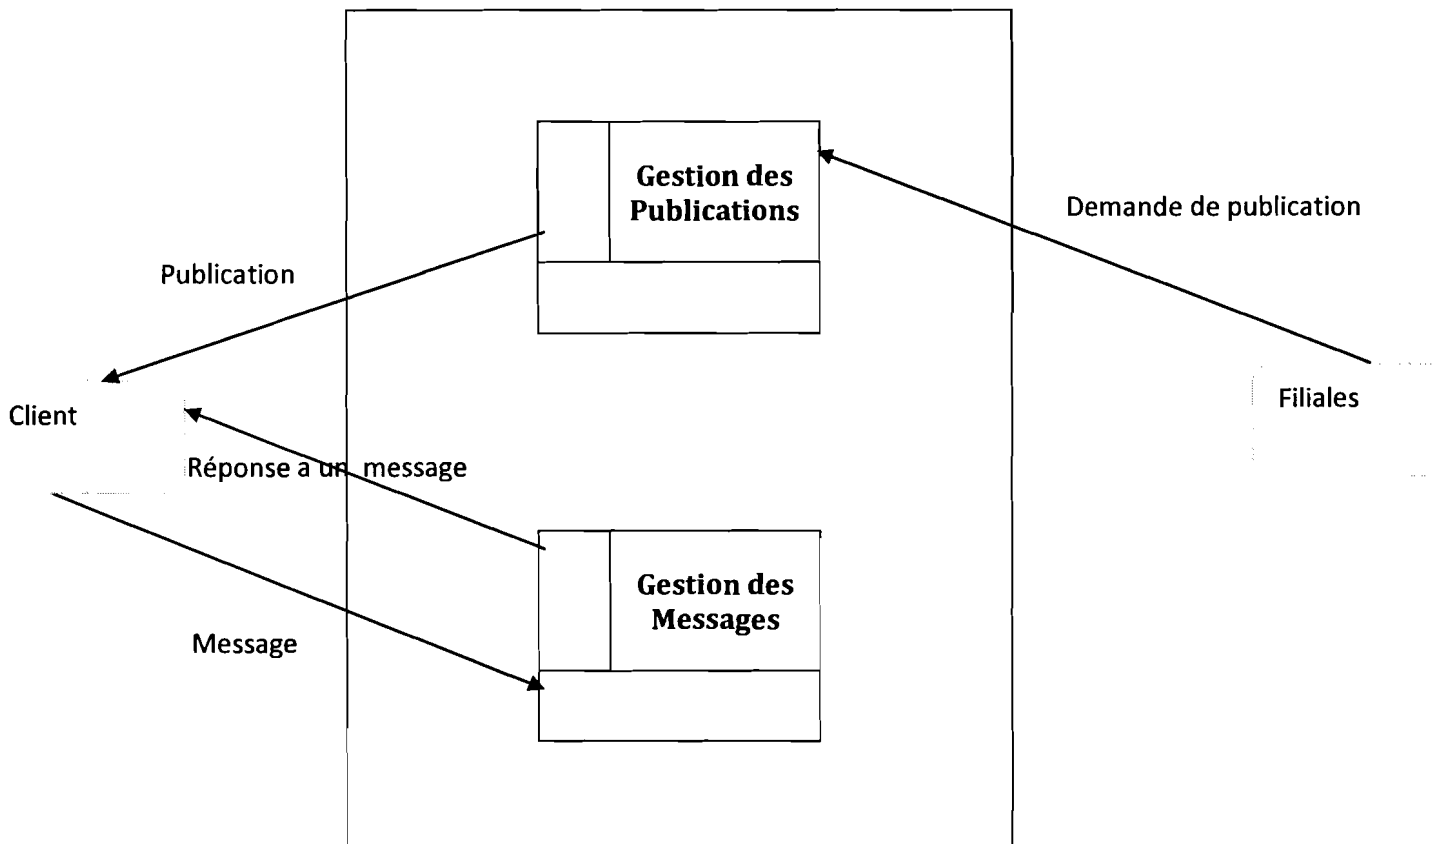 Gestion des
Publications
Demande de publication
Publication
Client
Filiales
Réponse a un  message
Gestion des
Messages
Message